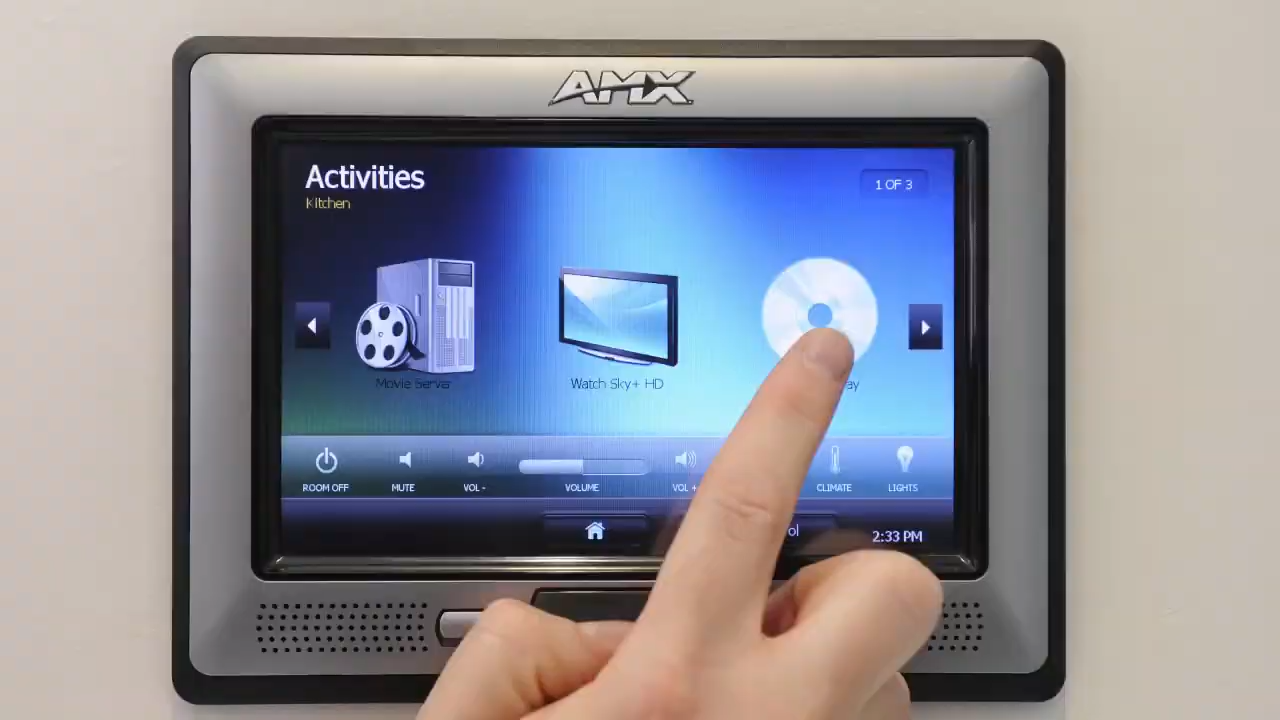 AMX
Activities
Kitchen
1 OF 3
Movie Server
Watch Sky+ HD
ROOM OFF
MUTE
VOL -
VOLUME
VOL +
CLIMATE
LIGHTS
2:33 PM